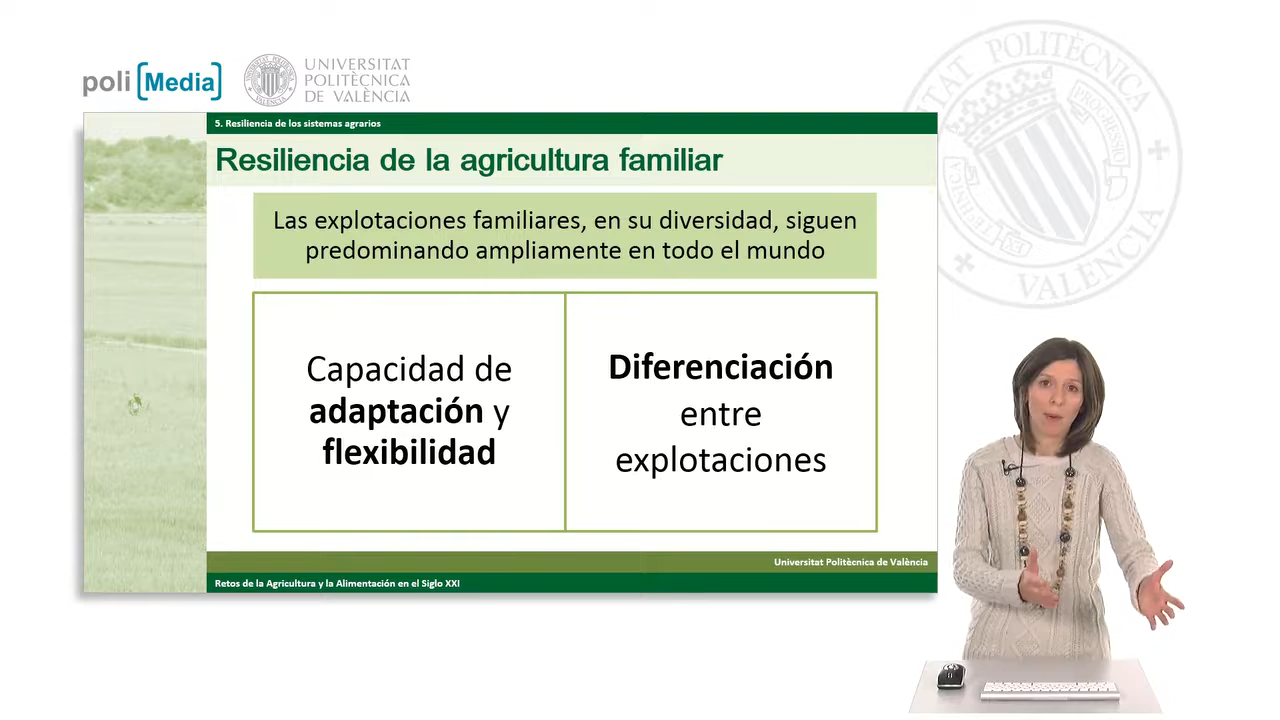 poli [Media]
UNIVERSITAT
POLITÈCNICA
DE VALÈNCIA
5. Resiliencia de los sistemas agrarios
Resiliencia de la agricultura familiar
Las explotaciones familiares, en su diversidad, siguen
predominando ampliamente en todo el mundo
Capacidad de
adaptación y
flexibilidad
Diferenciación
entre
explotaciones
Universitat Politècnica de València
Retos de la Agricultura y la Alimentación en el Siglo XXI
POLITÈCNICA
VALÈNCIA